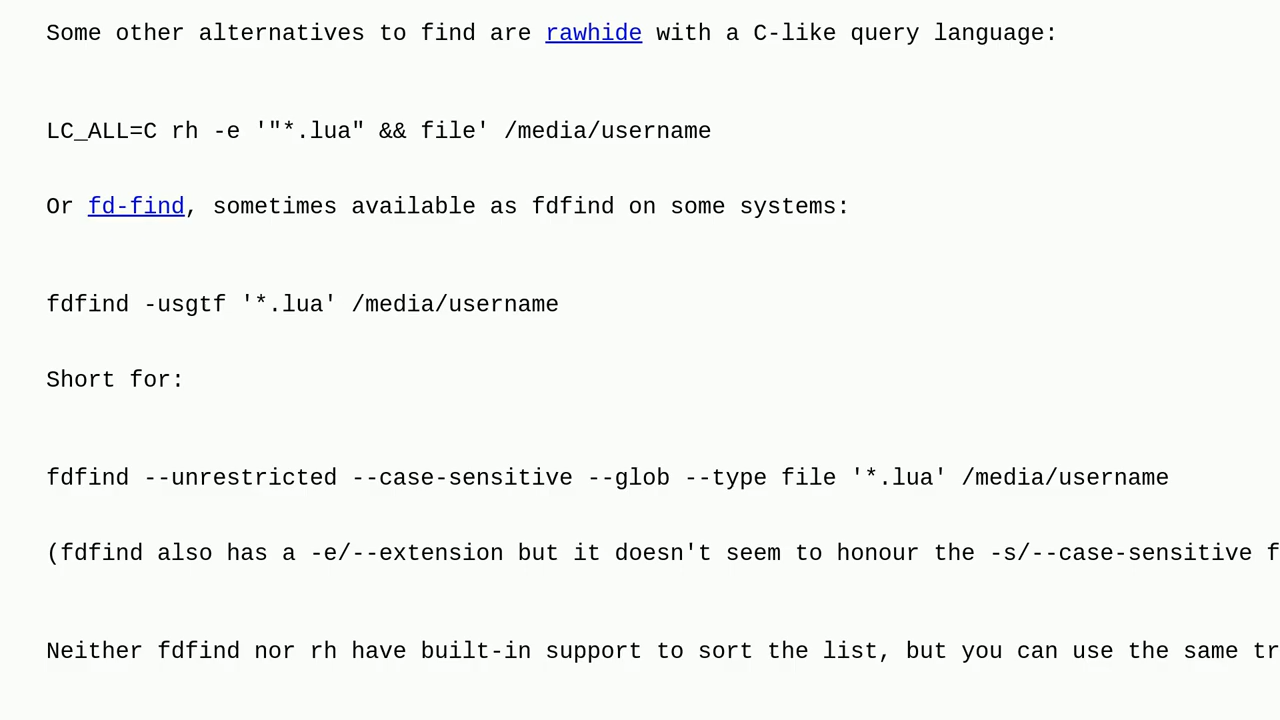 Some other alternatives to find are rawhide with a C-like query language:
LC_ALL=C rh -e '"*.lua" && file' /media/username
Or fd-find, sometimes available as fdfind on some systems:
fdfind -usgtf '*.lua' /media/username
Short for:
fdfind --unrestricted --case-sensitive --glob --type file '*.lua' /media/username
(fdfind also has a -e/--extension but it doesn't seem to honour the -s/--case-sensitive f
Neither fdfind nor rh have built-in support to sort the list, but you can use the same tr